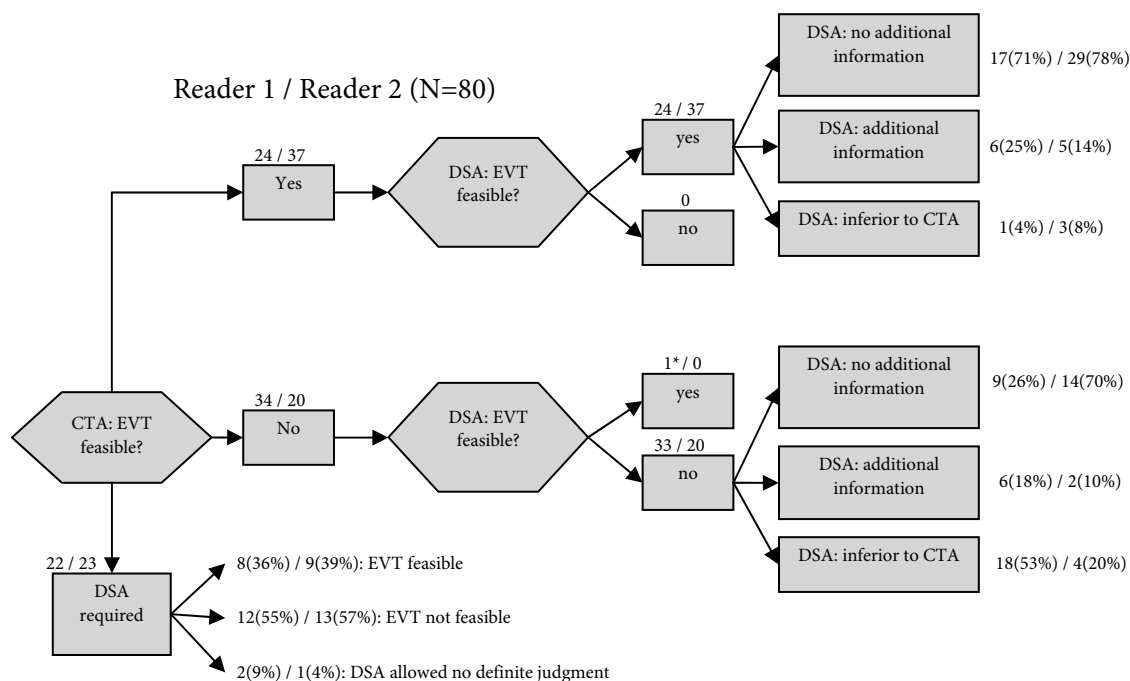 Reader 1 / Reader 2 (N=80)
24 / 37
Yes
DSA: EVT
feasible?
24 / 37
yes
0
no
DSA: no additional
information
17(71%) / 29(78%)
DSA: additional
information
6(25%) / 5(14%)
DSA: inferior to CTA
1(4%) / 3(8%)
CTA: EVT
feasible?
34 / 20
No
DSA: EVT
feasible?
1* / 0
yes
33 / 20
no
DSA: no additional
information
9(26%) / 14(70%)
DSA: additional
information
6(18%) / 2(10%)
DSA: inferior to CTA
18(53%) / 4(20%)
22 / 23
DSA
required
8(36%) / 9(39%): EVT feasible
12(55%) / 13(57%): EVT not feasible
2(9%) / 1(4%): DSA allowed no definite judgment